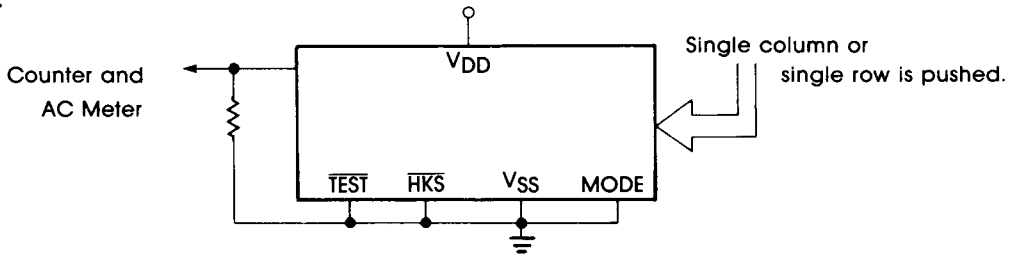 VDD
Single column or
single row is pushed.
Counter and
AC Meter
TEST HKS VSS MODE